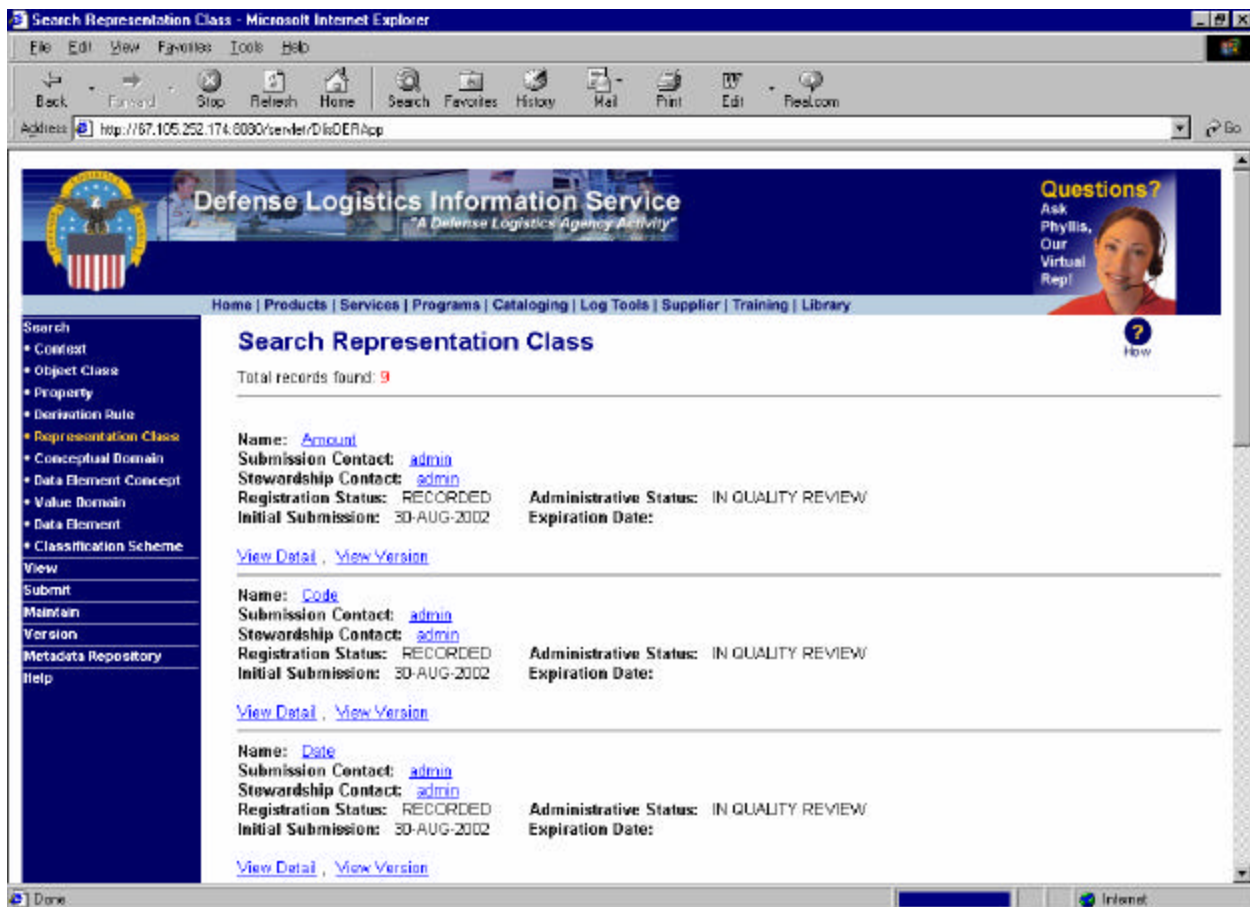 Search Representation Class - Microsoft Internet Explorer
File Edit View Favorites Tools Help
Back Forward Stop Refresh Home Search Favorites History Mail Print Edit Real.com
Address http://67.105.252.174:8080/servlet/DlisDERApp Go
Defense Logistics Information Service
"A Defense Logistics Agency Activity"
Questions?
Ask
Phyllis,
Our
Virtual
Rep!
Home | Products | Services | Programs | Cataloging | Log Tools | Supplier | Training | Library
Search
• Context
• Object Class
• Property
• Derivation Rule
• Representation Class
• Conceptual Domain
• Data Element Concept
• Value Domain
• Data Element
• Classification Scheme
View
Submit
Maintain
Version
Metadata Repository
Help
Search Representation Class
? How
Total records found: 9
Name: Amount
Submission Contact: admin
Stewardship Contact: admin
Registration Status: RECORDED Administrative Status: IN QUALITY REVIEW
Initial Submission: 30-AUG-2002 Expiration Date:
View Detail , View Version
Name: Code
Submission Contact: admin
Stewardship Contact: admin
Registration Status: RECORDED Administrative Status: IN QUALITY REVIEW
Initial Submission: 30-AUG-2002 Expiration Date:
View Detail , View Version
Name: Date
Submission Contact: admin
Stewardship Contact: admin
Registration Status: RECORDED Administrative Status: IN QUALITY REVIEW
Initial Submission: 30-AUG-2002 Expiration Date:
View Detail , View Version
Done Internet